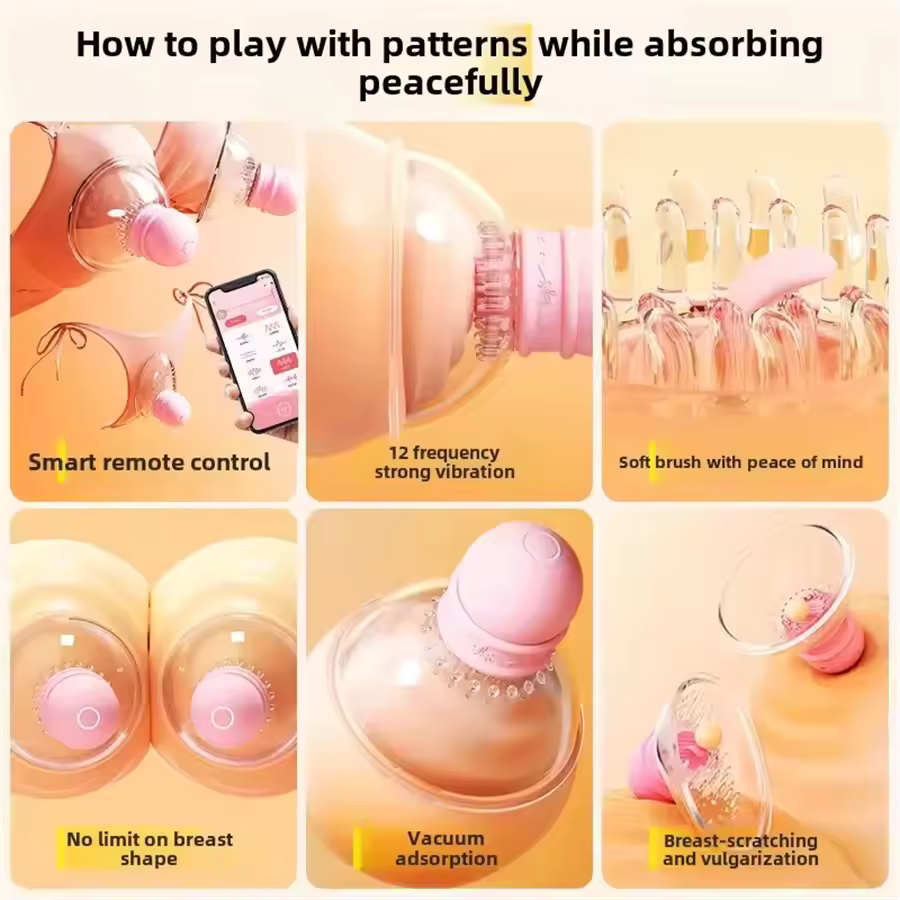 How to play with patterns while absorbing
peacefully
Smart remote control
12 frequency
strong vibration
Soft brush with peace of mind
No limit on breast
shape
Vacuum
adsorption
Breast-scratching
and vulgarization